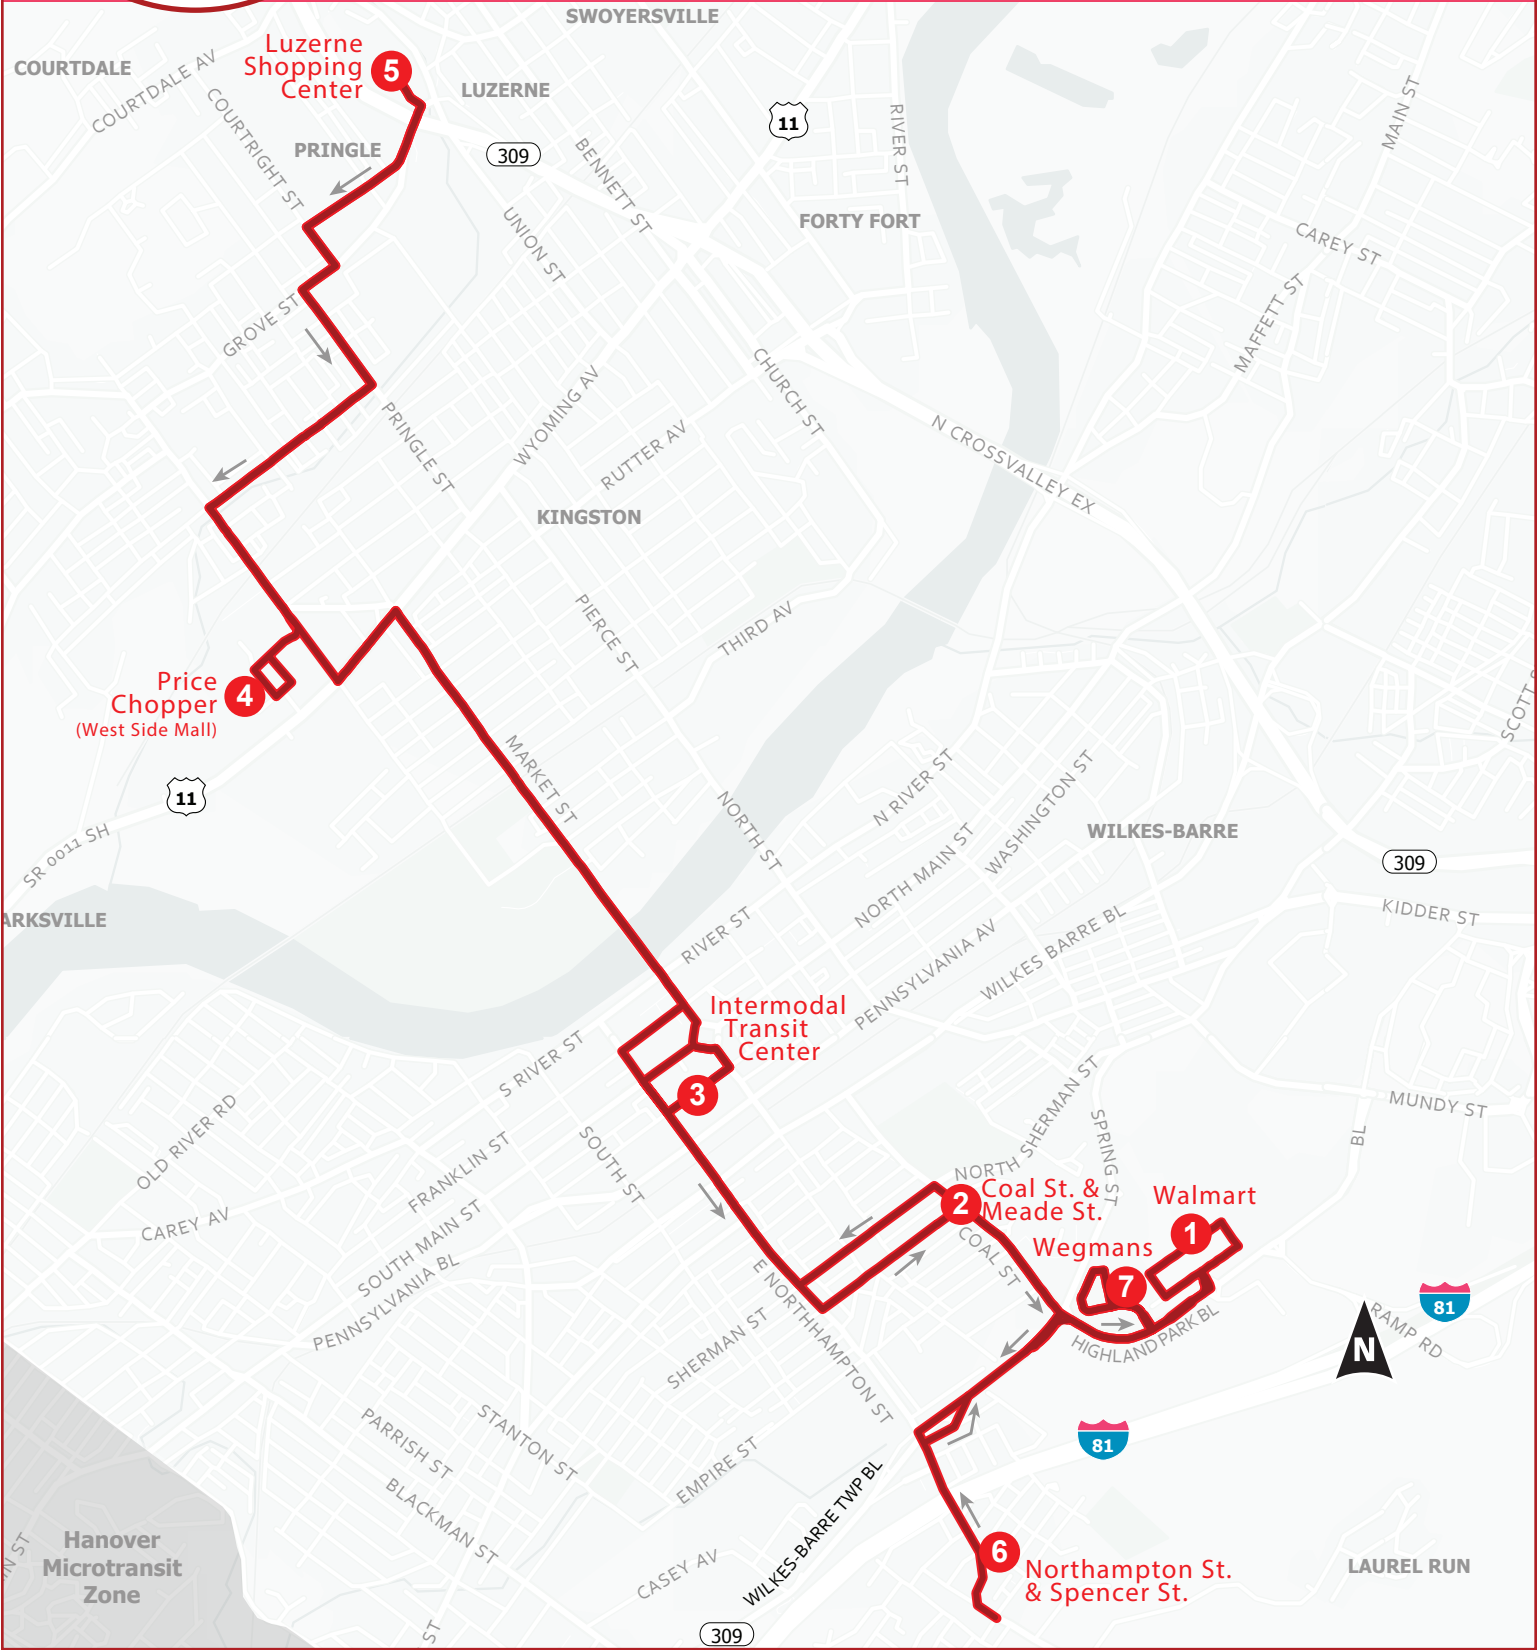 SWOYERSVILLE
Luzerne
Shopping
Center
5
COURTDALE
COURTDALE AV
LUZERNE
11
RIVER ST
MAIN ST
COURTRIGHT ST
PRINGLE
309
BENNETT ST
UNION ST
FORTY FORT
CAREY ST
MAFFETT ST
GROVE ST
CHURCH ST
WYOMING AV
PRINGLE ST
RUTTER AV
N CROSSVALLEY EX
KINGSTON
PIERCE ST
THIRD AV
Price
Chopper
(West Side Mall)
4
SCOTT S
11
MARKET ST
NORTH ST
N RIVER ST
WASHINGTON ST
NORTH MAIN ST
WILKES-BARRE
SR 0011 SH
309
ARKSVILLE
RIVER ST
PENNSYLVANIA AV
WILKES BARRE BL
KIDDER ST
Intermodal
Transit
Center
3
S RIVER ST
OLD RIVER RD
NORTH SHERMAN ST
SPRING ST
MUNDY ST
BL
SOUTH ST
FRANKLIN ST
CAREY AV
SOUTH MAIN ST
PENNSYLVANIA BL
2
Coal St. &
Meade St.
Walmart
1
COAL ST
Wegmans
7
E NORTHHAMPTON ST
SHERMAN ST
HIGHLAND PARK BL
81
RAMP RD
N
PARRISH ST
STANTON ST
EMPIRE ST
81
BLACKMAN ST
WILKES-BARRE TWP BL
CASEY AV
Hanover
Microtransit
Zone
IN ST
6
Northampton St.
& Spencer St.
LAUREL RUN
ST
309